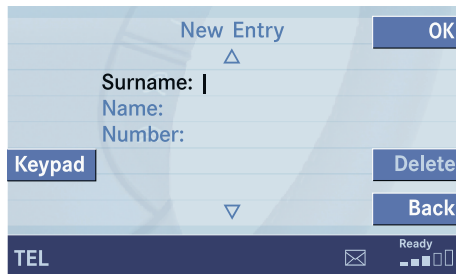 New Entry
OK
Surname:
Name:
Number:
Keypad
Delete
Back
TEL
Ready